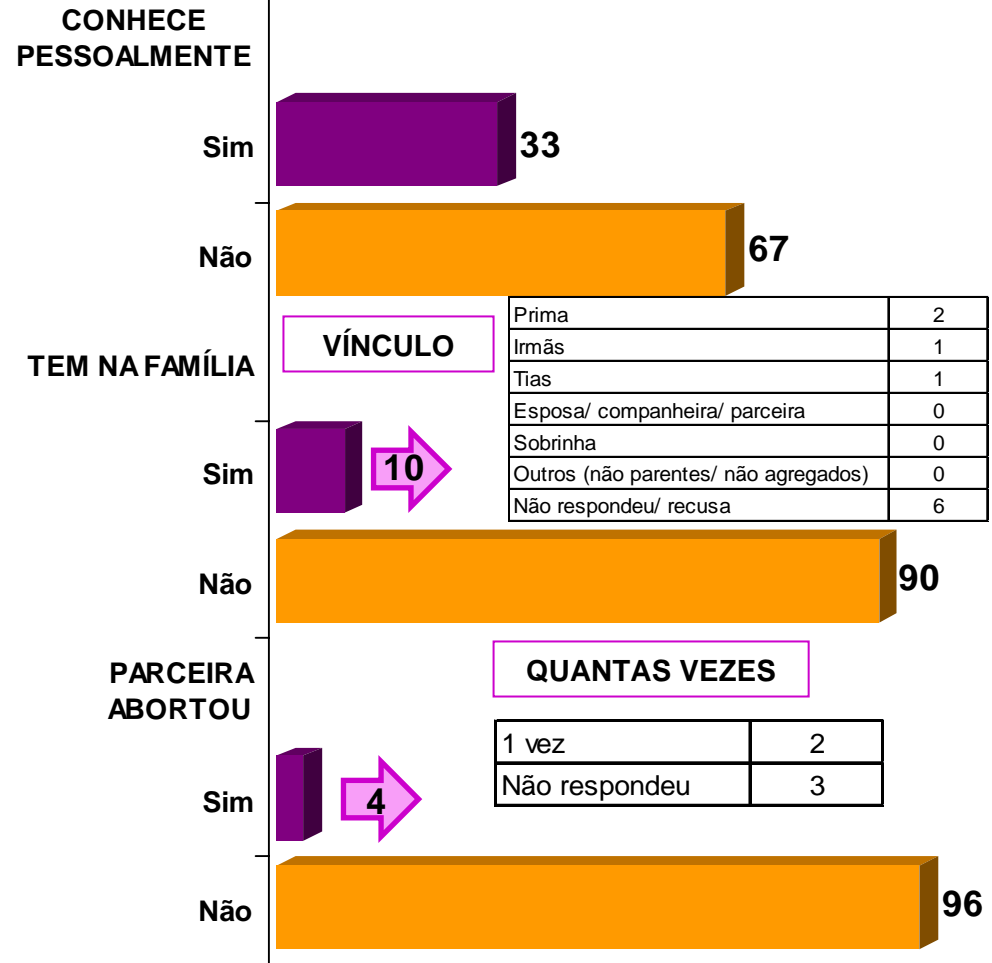 CONHECE
PESSOALMENTE
Sim 33
Não 67
TEM NA FAMÍLIA
VÍNCULO
Prima 2
Irmãs 1
Tias 1
Esposa/ companheira/ parceira 0
Sobrinha 0
Outros (não parentes/ não agregados) 0
Não respondeu/ recusa 6
Sim 10
Não 90
PARCEIRA
ABORTOU
QUANTAS VEZES
1 vez 2
Não respondeu 3
Sim 4
Não 96